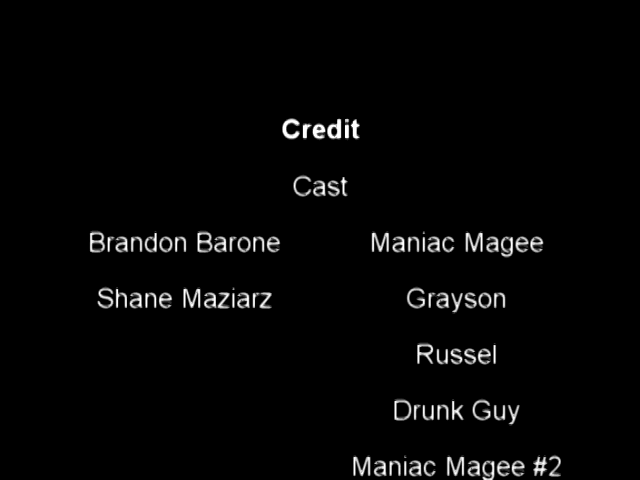 Credit
Cast
Brandon Barone Maniac Magee
Shane Maziarz Grayson
Russel
Drunk Guy
Maniac Magee #2